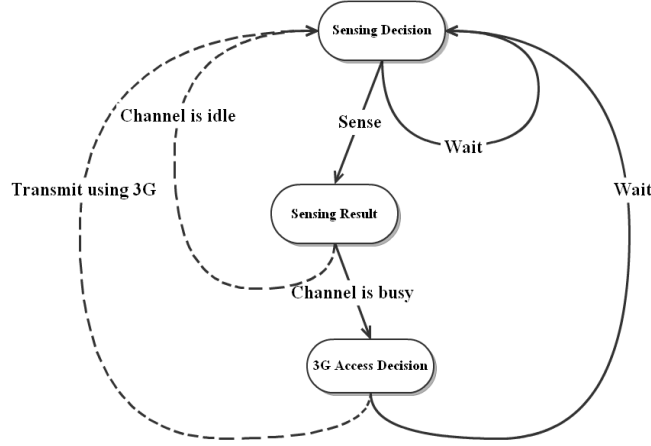 Sensing Decision
Channel is idle
Sense
Wait
Transmit using 3G
Wait
Sensing Result
Channel is busy
3G Access Decision